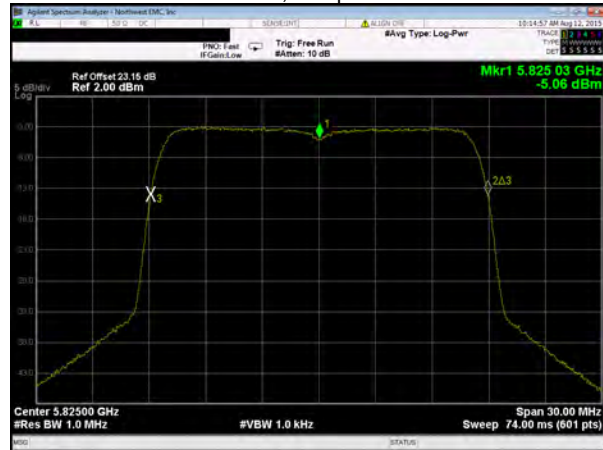 Agilent Spectrum Analyzer - Northwest EMC, Inc
RL RF 50 Ω DC SENSE:INT ALIGN OFF 10:14:57 AM Aug 12, 2015
#Avg Type: Log-Pwr TRACE 1 2 3 4 5 6
PNO: Fast Trig: Free Run TYPE
IFGain:Low #Atten: 10 dB DET S S S S S S
Mkr1 5.825 03 GHz
Ref Offset 23.15 dB
5 dB/div Ref 2.00 dBm -5.06 dBm
Log
1
2Δ3
3
Center 5.82500 GHz Span 30.00 MHz
#Res BW 1.0 MHz #VBW 1.0 kHz Sweep 74.00 ms (601 pts)
MSG STATUS